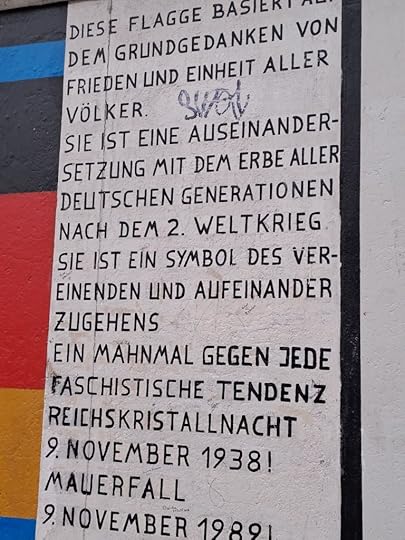 DIESE FLAGGE BASIERT AUF
DEM GRUNDGEDANKEN VON
FRIEDEN UND EINHEIT ALLER
VÖLKER.
SIE IST EINE AUSEINANDER-
SETZUNG MIT DEM ERBE ALLER
DEUTSCHEN GENERATIONEN
NACH DEM 2. WELTKRIEG
SIE IST EIN SYMBOL DES VER-
EINENDEN UND AUFEINANDER
ZUGEHENS
EIN MAHNMAL GEGEN JEDE
FASCHISTISCHE TENDENZ
REICHSKRISTALLNACHT
9. NOVEMBER 1938!
MAUERFALL
9. NOVEMBER 1989!